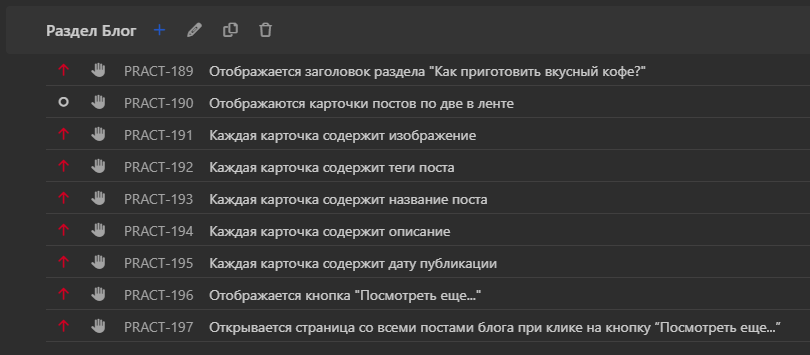 Раздел Блог
PRACT-189 Отображается заголовок раздела "Как приготовить вкусный кофе?"
PRACT-190 Отображаются карточки постов по две в ленте
PRACT-191 Каждая карточка содержит изображение
PRACT-192 Каждая карточка содержит теги поста
PRACT-193 Каждая карточка содержит название поста
PRACT-194 Каждая карточка содержит описание
PRACT-195 Каждая карточка содержит дату публикации
PRACT-196 Отображается кнопка "Посмотреть еще..."
PRACT-197 Открывается страница со всеми постами блога при клике на кнопку "Посмотреть еще..."